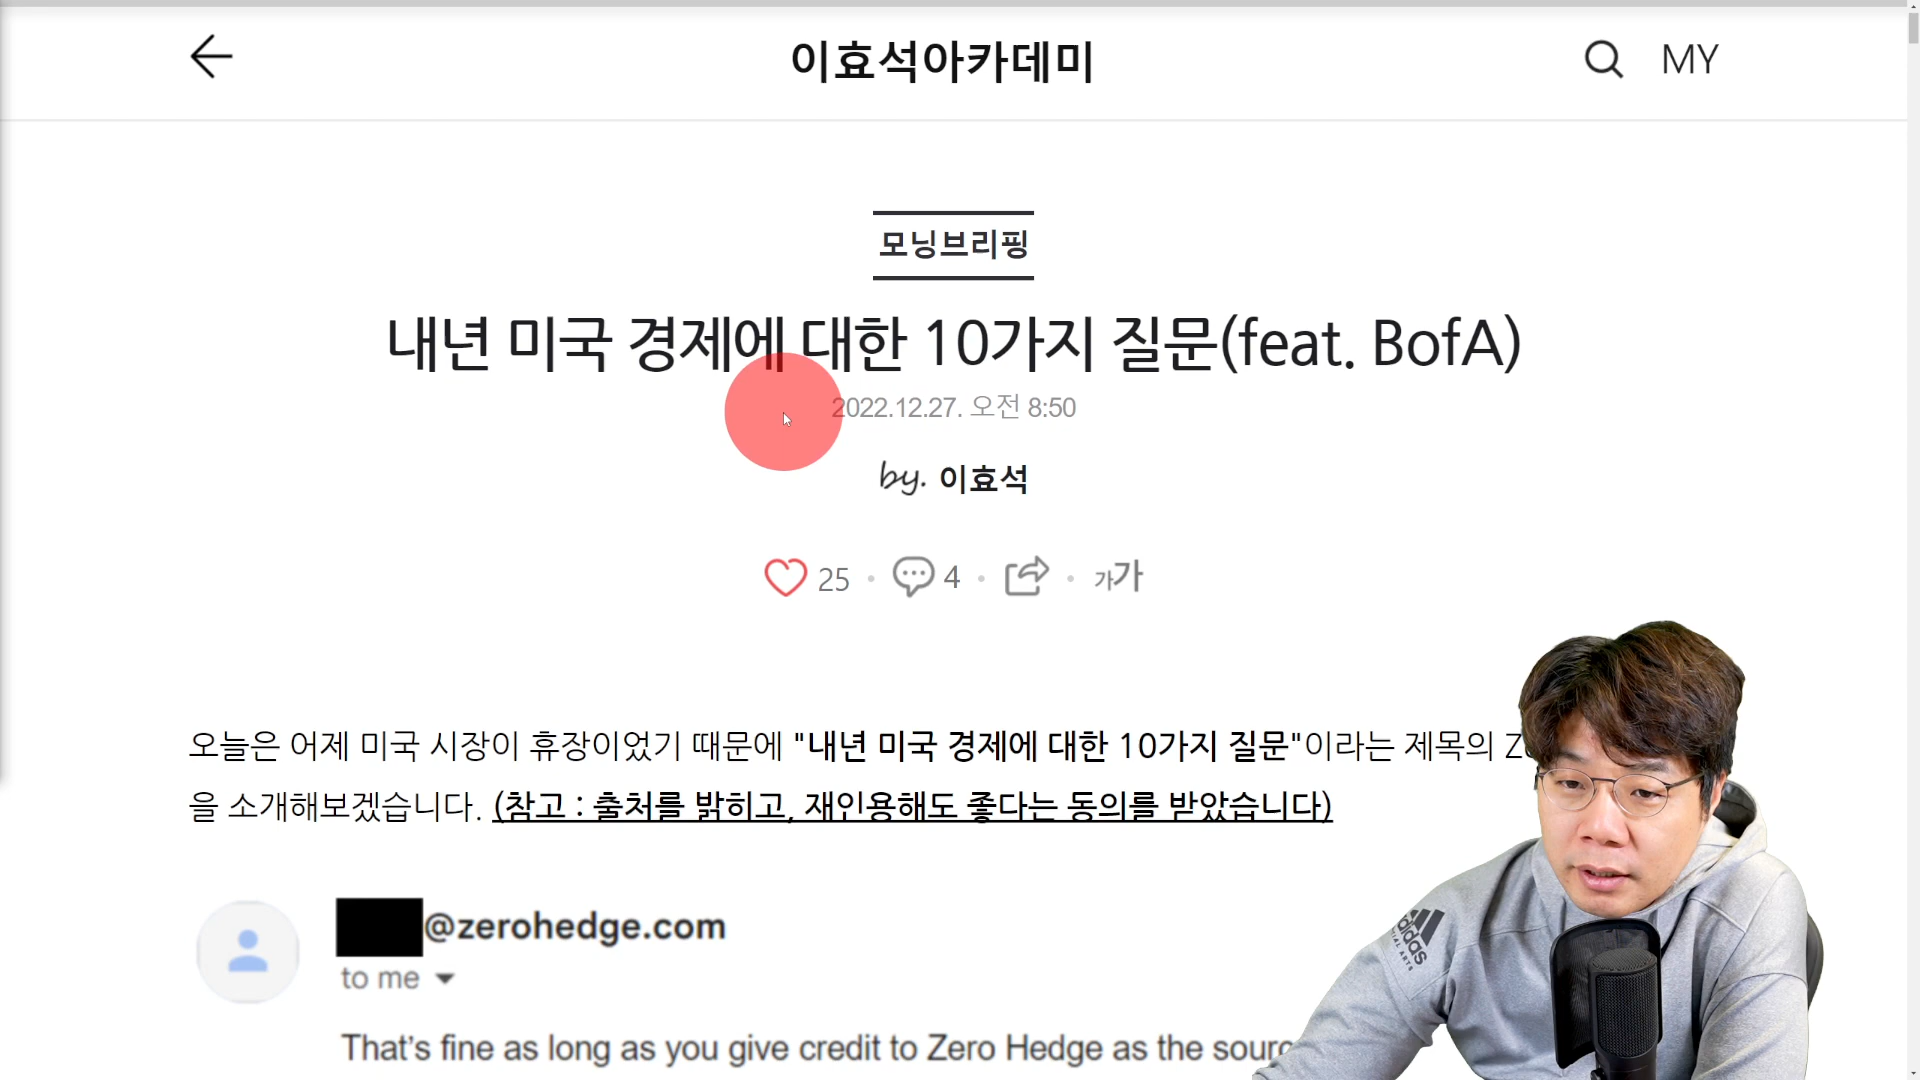 이효석아카데미
MY
모닝브리핑
내년 미국 경제에 대한 10가지 질문(feat. BofA)
2022.12.27. 오전 8:50
by. 이효석
25
4
가가
오늘은 어제 미국 시장이 휴장이었기 때문에 "내년 미국 경제에 대한 10가지 질문"이라는 제목의
을 소개해보겠습니다. (참고 : 출처를 밝히고, 재인용해도 좋다는 동의를 받았습니다)
@zerohedge.com
to me
That's fine as long as you give credit to Zero Hedge as the
adidas